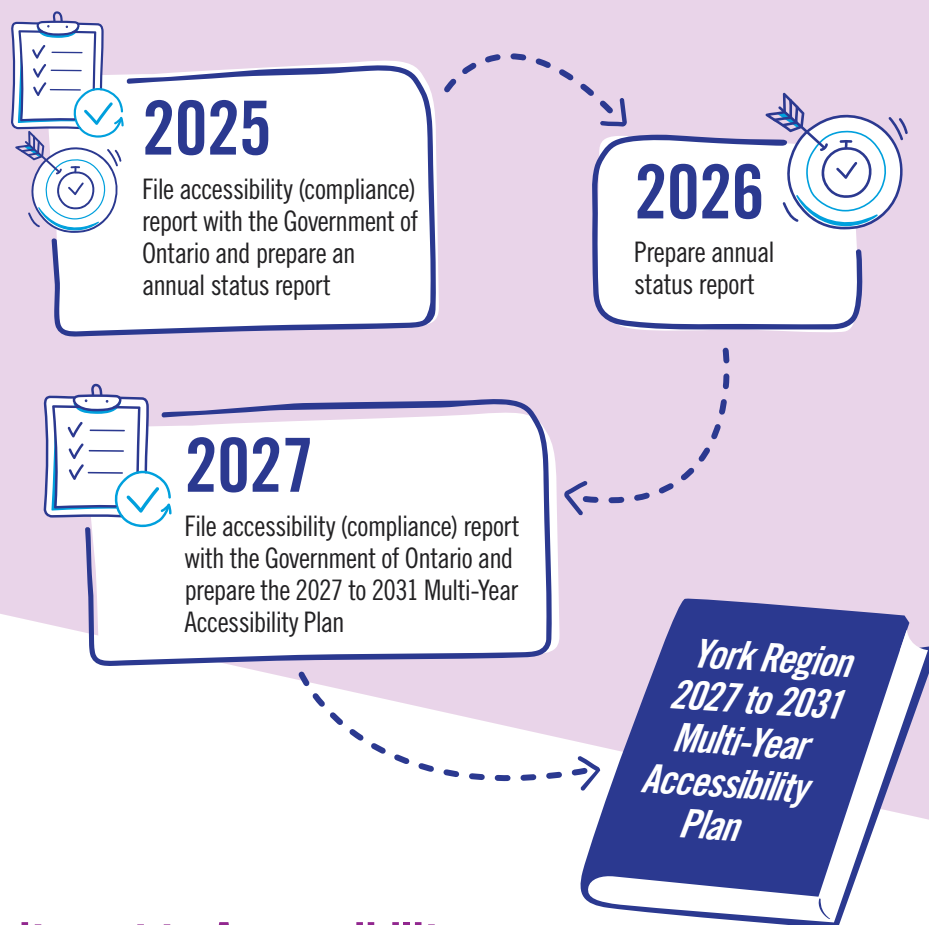 2025
File accessibility (compliance)
report with the Government of
Ontario and prepare an
annual status report
2026
Prepare annual
status report
2027
File accessibility (compliance) report
with the Government of Ontario and
prepare the 2027 to 2031 Multi-Year
Accessibility Plan
York Region
2027 to 2031
Multi-Year
Accessibility
Plan